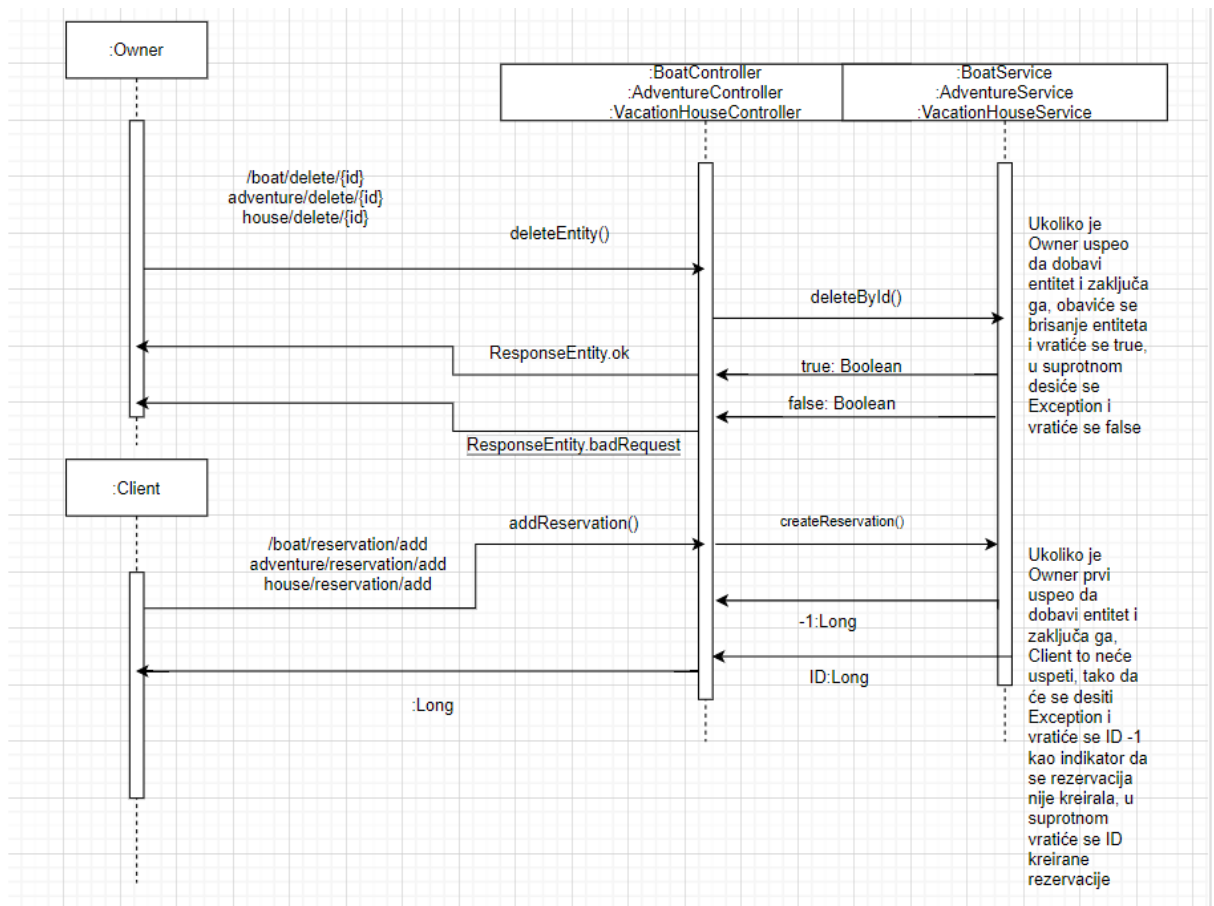 :Owner
:BoatController
:AdventureController
:VacationHouseController
:BoatService
:AdventureService
:VacationHouseService
/boat/delete/{id}
adventure/delete/{id}
house/delete/{id}
deleteEntity()
deleteById()
ResponseEntity.ok
true: Boolean
false: Boolean
ResponseEntity.badRequest
Ukoliko je
Owner uspeo
da dobavi
entitet i zaključa
ga, obaviće se
brisanje entiteta
i vratiće se true,
u suprotnom
desiće se
Exception i
vratiće se false
:Client
/boat/reservation/add
adventure/reservation/add
house/reservation/add
addReservation()
createReservation()
-1:Long
ID:Long
:Long
Ukoliko je
Owner prvi
uspeo da
dobavi entitet i
zaključa ga,
Client to neće
uspeti, tako da
će se desiti
Exception i
vratiće se ID -1
kao indikator da
se rezervacija
nije kreirala, u
suprotnom
vratiće se ID
kreirane
rezervacije